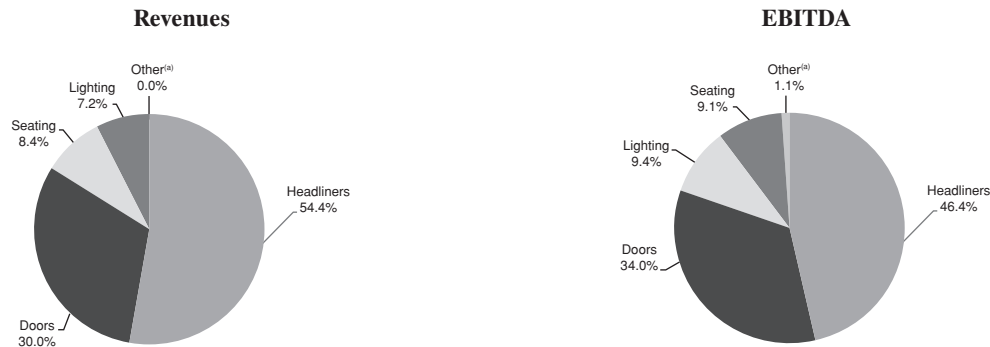 Revenues
Other(a)
0.0%
Lighting
7.2%
Seating
8.4%
Headliners
54.4%
Doors
30.0%
EBITDA
Other(a)
1.1%
Seating
9.1%
Lighting
9.4%
Headliners
46.4%
Doors
34.0%